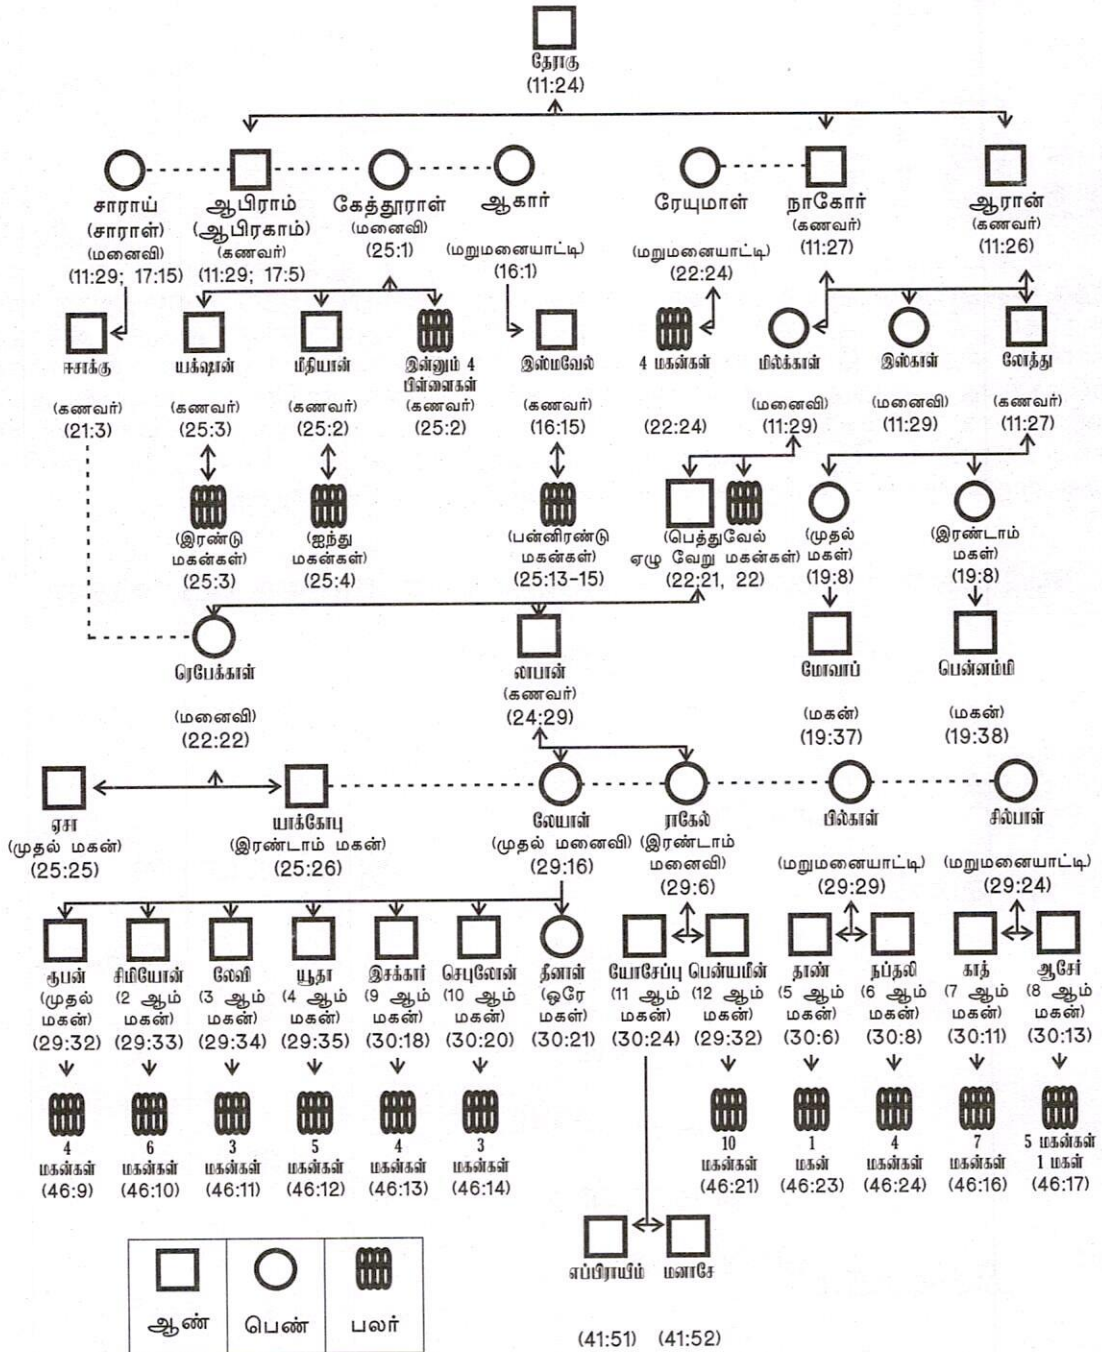 தேராகு
(11:24)
சாராய் ஆபிராம் கேத்தூராள் ஆகார் ரேயுமாள் நாகோர் ஆரான்
(சாராள்) (ஆபிரகாம்) (மனைவி) (கணவர்) (கணவர்)
(மனைவி) (கணவர்) (25:1) (மறுமனையாட்டி) (மறுமனையாட்டி) (11:27) (11:26)
(11:29; 17:15) (11:29; 17:5) (16:1) (22:24)
ஈசாக்கு யக்ஷான் மீதியான் இன்னும் 4 இஸ்மவேல் 4 மகன்கள் மில்க்காள் இஸ்காள் லோத்து
பிள்ளைகள்
(கணவர்) (கணவர்) (கணவர்) (கணவர்) (கணவர்) (மனைவி) (மனைவி) (கணவர்)
(21:3) (25:3) (25:2) (25:2) (16:15) (22:24) (11:29) (11:29) (11:27)
(இரண்டு (ஐந்து (பன்னிரண்டு (பெத்துவேல் (முதல் (இரண்டாம்
மகன்கள்) மகன்கள்) மகன்கள்) ஏழு வேறு மகன்கள்) மகள்) மகள்)
(25:3) (25:4) (25:13-15) (22:21, 22) (19:8) (19:8)
ரெபேக்காள் லாபான் மோவாப் பென்னம்மி
(கணவர்)
(மனைவி) (24:29) (மகன்) (மகன்)
(22:22) (19:37) (19:38)
ஏசா யாக்கோபு லேயாள் ராகேல் பில்காள் சில்பாள்
(முதல் மகன்) (இரண்டாம் மகன்) (முதல் மனைவி) (இரண்டாம்
(25:25) (25:26) (29:16) மனைவி) (மறுமனையாட்டி) (மறுமனையாட்டி)
(29:6) (29:29) (29:24)
ரூபன் சிமியோன் லேவி யூதா இசக்கார் செபுலோன் தீனாள் யோசேப்பு பென்யமீன் தாண் நப்தலி காத் ஆசேர்
(முதல் (2 ஆம் (3 ஆம் (4 ஆம் (9 ஆம் (10 ஆம் (ஒரே (11 ஆம் (12 ஆம் (5 ஆம் (6 ஆம் (7 ஆம் (8 ஆம்
மகன்) மகன்) மகன்) மகன்) மகன்) மகன்) மகள்) மகன்) மகன்) மகன்) மகன்) மகன்) மகன்)
(29:32) (29:33) (29:34) (29:35) (30:18) (30:20) (30:21) (30:24) (29:32) (30:6) (30:8) (30:11) (30:13)
4 6 3 5 4 3 10 1 4 7 5 மகன்கள்
மகன்கள் மகன்கள் மகன்கள் மகன்கள் மகன்கள் மகன்கள் மகன்கள் மகன் மகன்கள் மகன்கள் 1 மகள்
(46:9) (46:10) (46:11) (46:12) (46:13) (46:14) (46:21) (46:23) (46:24) (46:16) (46:17)
எப்பிராயீம் மனாசே
(41:51) (41:52)
ஆண் பெண் பலர்